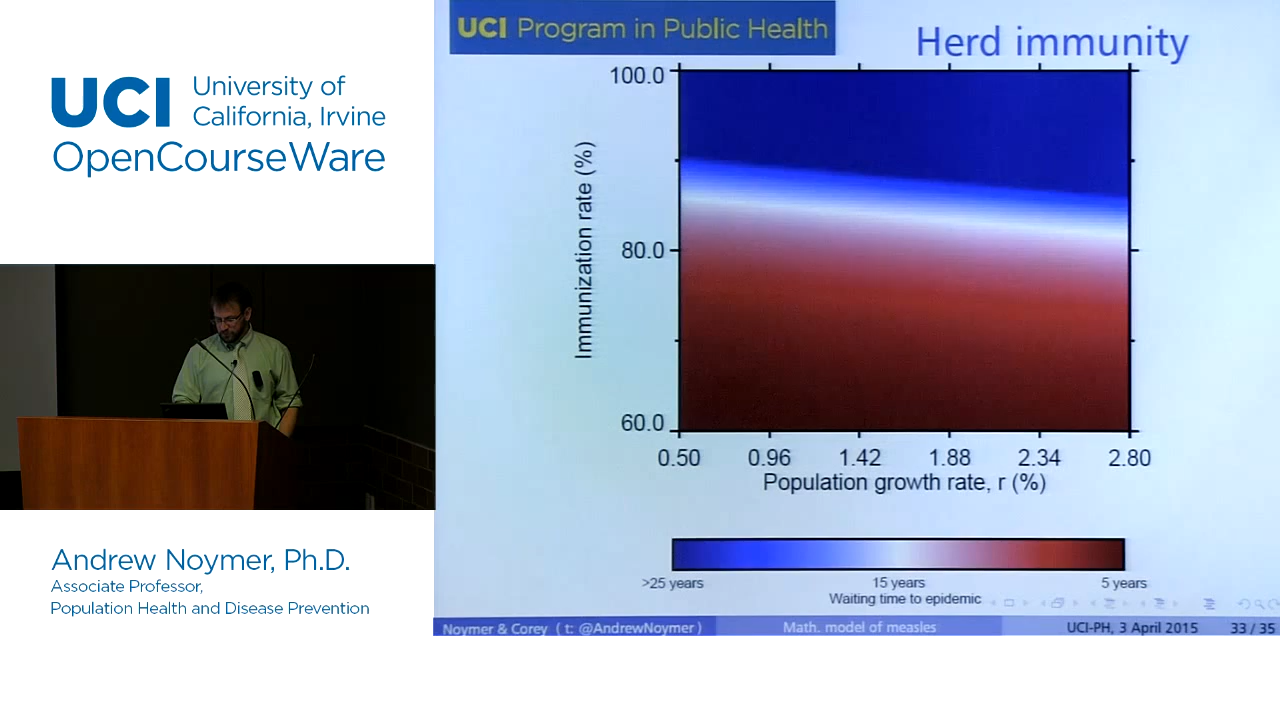 UCI University of
California, Irvine
OpenCourseWare
Andrew Noymer, Ph.D.
Associate Professor,
Population Health and Disease Prevention
UCI Program in Public Health
Herd immunity
100.0
80.0
60.0
Immunization rate (%)
0.50 0.96 1.42 1.88 2.34 2.80
Population growth rate, r (%)
>25 years 15 years 5 years
Waiting time to epidemic
Noymer & Corey ( t: @AndrewNoymer) Math. model of measles UCI-PH, 3 April 2015 33 / 35